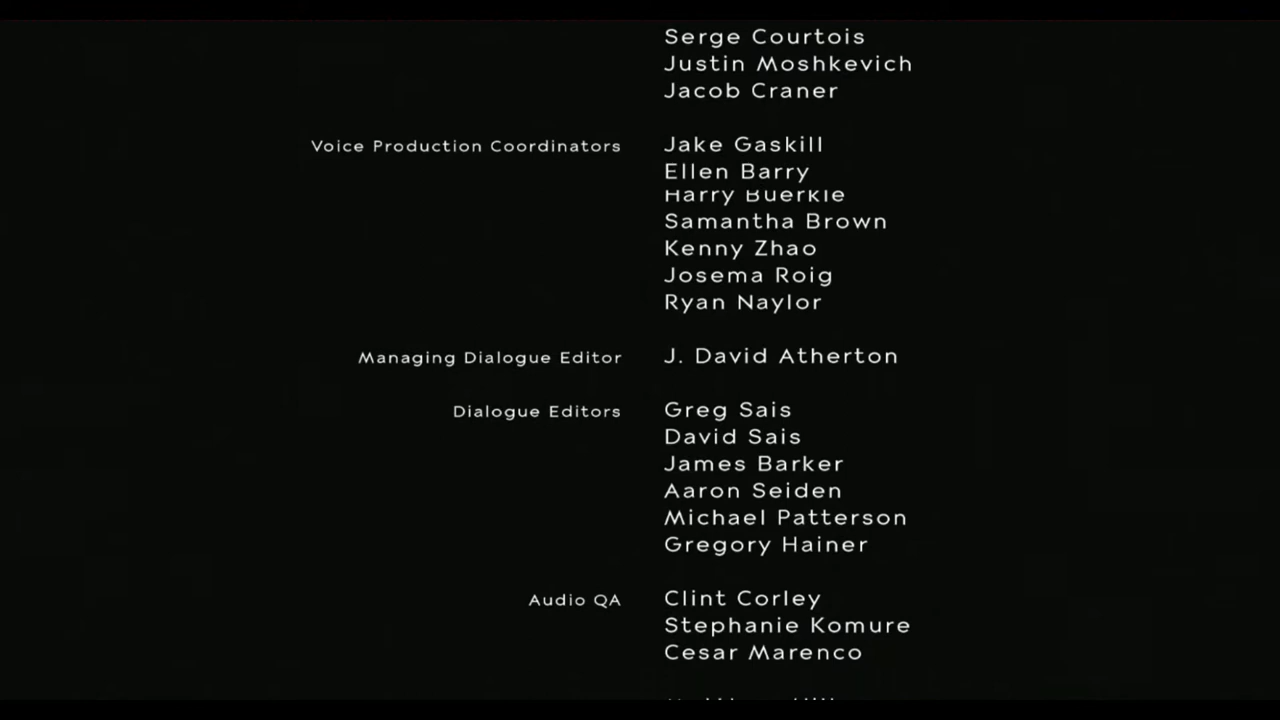 Serge Courtois
Justin Moshkevich
Jacob Craner
Voice Production Coordinators Jake Gaskill
Ellen Barry
Harry Buerkle
Samantha Brown
Kenny Zhao
Josema Roig
Ryan Naylor
Managing Dialogue Editor J. David Atherton
Dialogue Editors Greg Sais
David Sais
James Barker
Aaron Seiden
Michael Patterson
Gregory Hainer
Audio QA Clint Corley
Stephanie Komure
Cesar Marenco